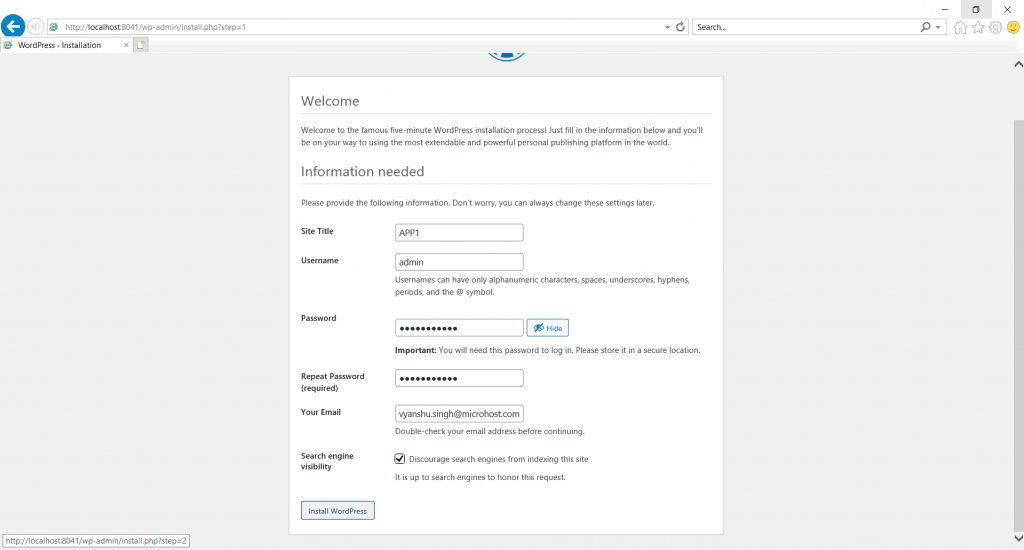 http://localhost:8041/wp-admin/install.php?step=1
Search...
WordPress › Installation
Welcome
Welcome to the famous five-minute WordPress installation process! Just fill in the information below and you'll
be on your way to using the most extendable and powerful personal publishing platform in the world.
Information needed
Please provide the following information. Don't worry, you can always change these settings later.
Site Title
APP1
Username
admin
Usernames can have only alphanumeric characters, spaces, underscores, hyphens,
periods, and the @ symbol.
Password
●●●●●●●●●●●
Hide
Important: You will need this password to log in. Please store it in a secure location.
Repeat Password
(required)
●●●●●●●●●●●
Your Email
vyanshu.singh@microhost.com
Double-check your email address before continuing.
Search engine
visibility
Discourage search engines from indexing this site
It is up to search engines to honor this request.
Install WordPress
http://localhost:8041/wp-admin/install.php?step=2